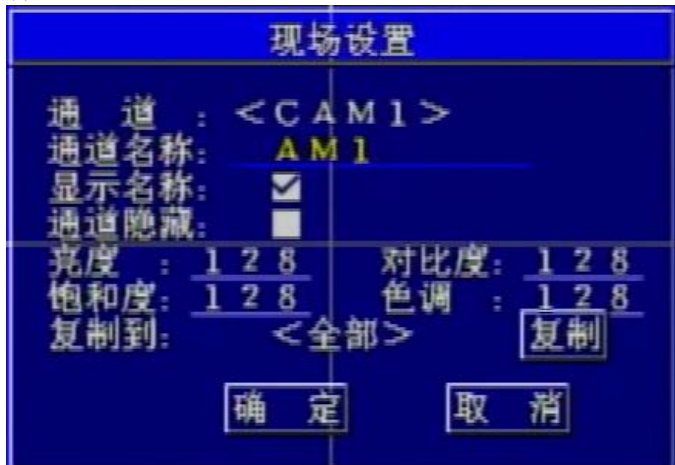 现场设置
通 道 : <CAM1>
通道名称: AM1
显示名称:
通道隐藏:
亮度 : 128 对比度: 128
饱和度: 128 色调 : 128
复制到: <全部> 复制
确 定 取 消